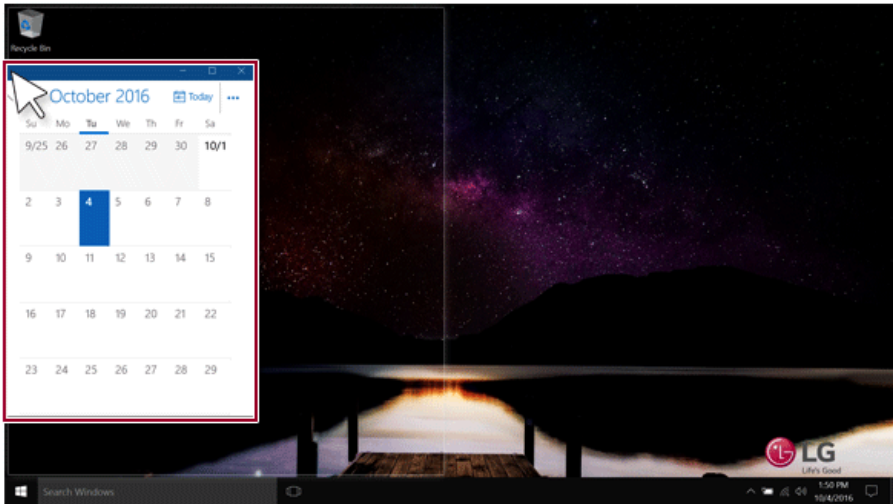 Recycle Bin
October 2016 Today
Su Mo Tu We Th Fr Sa
9/25 26 27 28 29 30 10/1
2 3 4 5 6 7 8
9 10 11 12 13 14 15
16 17 18 19 20 21 22
23 24 25 26 27 28 29
LG
Life's Good
Search Windows
1:50 PM
10/4/2016